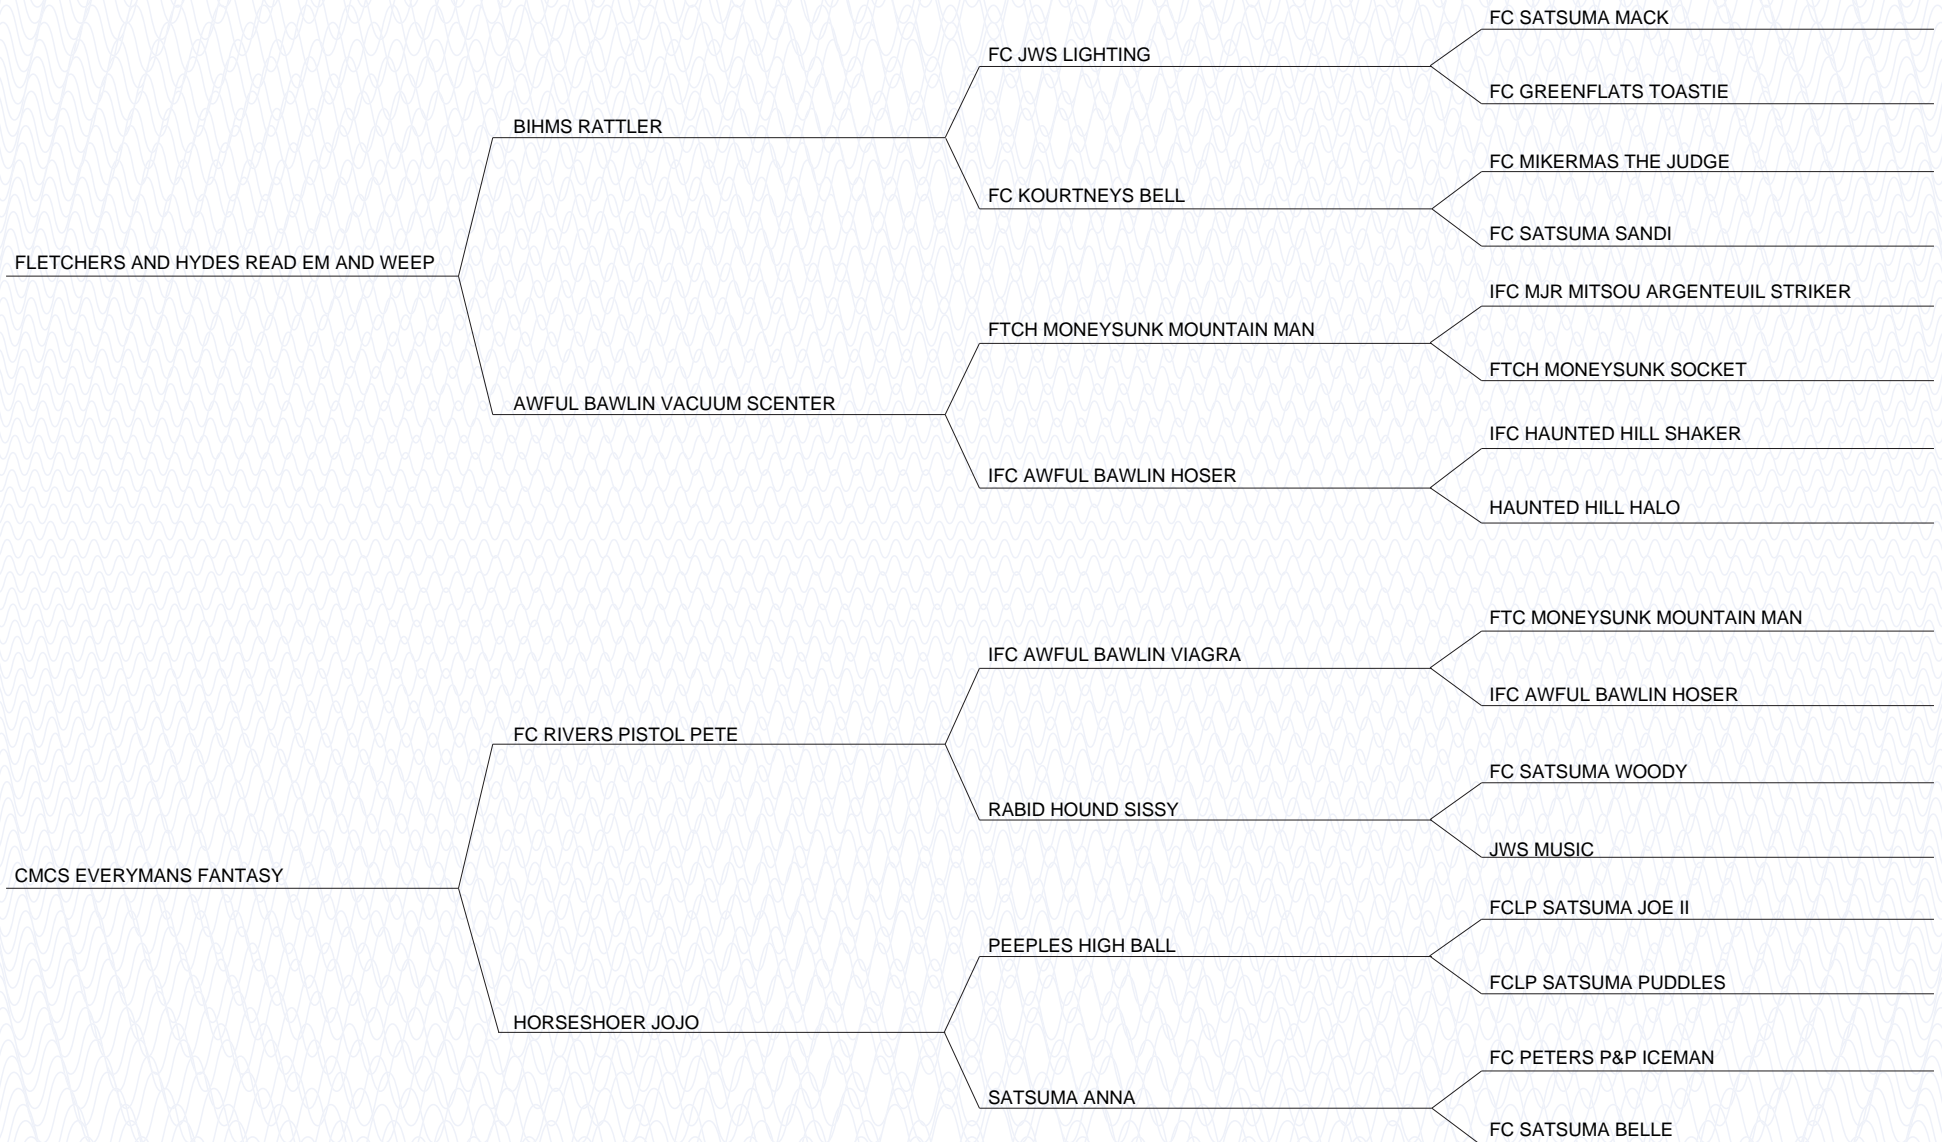 FC SATSUMA MACK
FC JWS LIGHTING
FC GREENFLATS TOASTIE
BIHMS RATTLER
FC MIKERMAS THE JUDGE
FC KOURTNEYS BELL
FC SATSUMA SANDI
FLETCHERS AND HYDES READ EM AND WEEP
IFC MJR MITSOU ARGENTEUIL STRIKER
FTCH MONEYSUNK MOUNTAIN MAN
FTCH MONEYSUNK SOCKET
AWFUL BAWLIN VACUUM SCENTER
IFC HAUNTED HILL SHAKER
IFC AWFUL BAWLIN HOSER
HAUNTED HILL HALO
FTC MONEYSUNK MOUNTAIN MAN
IFC AWFUL BAWLIN VIAGRA
IFC AWFUL BAWLIN HOSER
FC RIVERS PISTOL PETE
FC SATSUMA WOODY
RABID HOUND SISSY
JWS MUSIC
CMCS EVERYMANS FANTASY
FCLP SATSUMA JOE II
PEEPLES HIGH BALL
FCLP SATSUMA PUDDLES
HORSESHOER JOJO
FC PETERS P&P ICEMAN
SATSUMA ANNA
FC SATSUMA BELLE